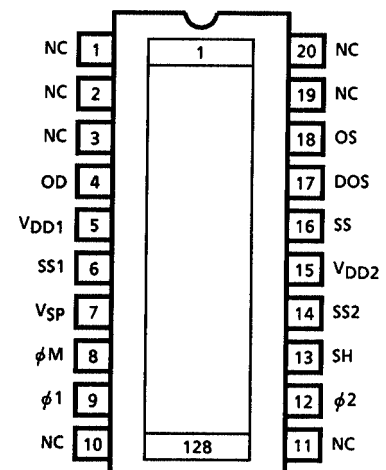 NC 1 1 20 NC
NC 2 19 NC
NC 3 18 OS
OD 4 17 DOS
VDD1 5 16 SS
SS1 6 15 VDD2
VSP 7 14 SS2
ϕM 8 13 SH
ϕ1 9 12 ϕ2
NC 10 128 11 NC